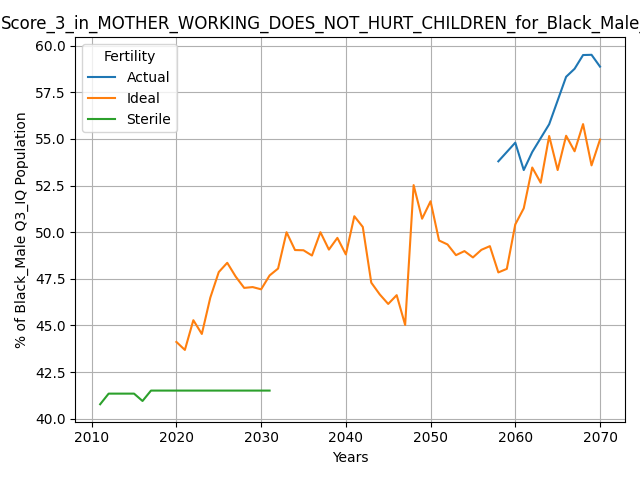 Score_3_in_MOTHER_WORKING_DOES_NOT_HURT_CHILDREN_for_Black_Male_
Fertility
Actual
Ideal
Sterile
% of Black_Male Q3_IQ Population
60.0
57.5
55.0
52.5
50.0
47.5
45.0
42.5
40.0
2010 2020 2030 2040 2050 2060 2070
Years